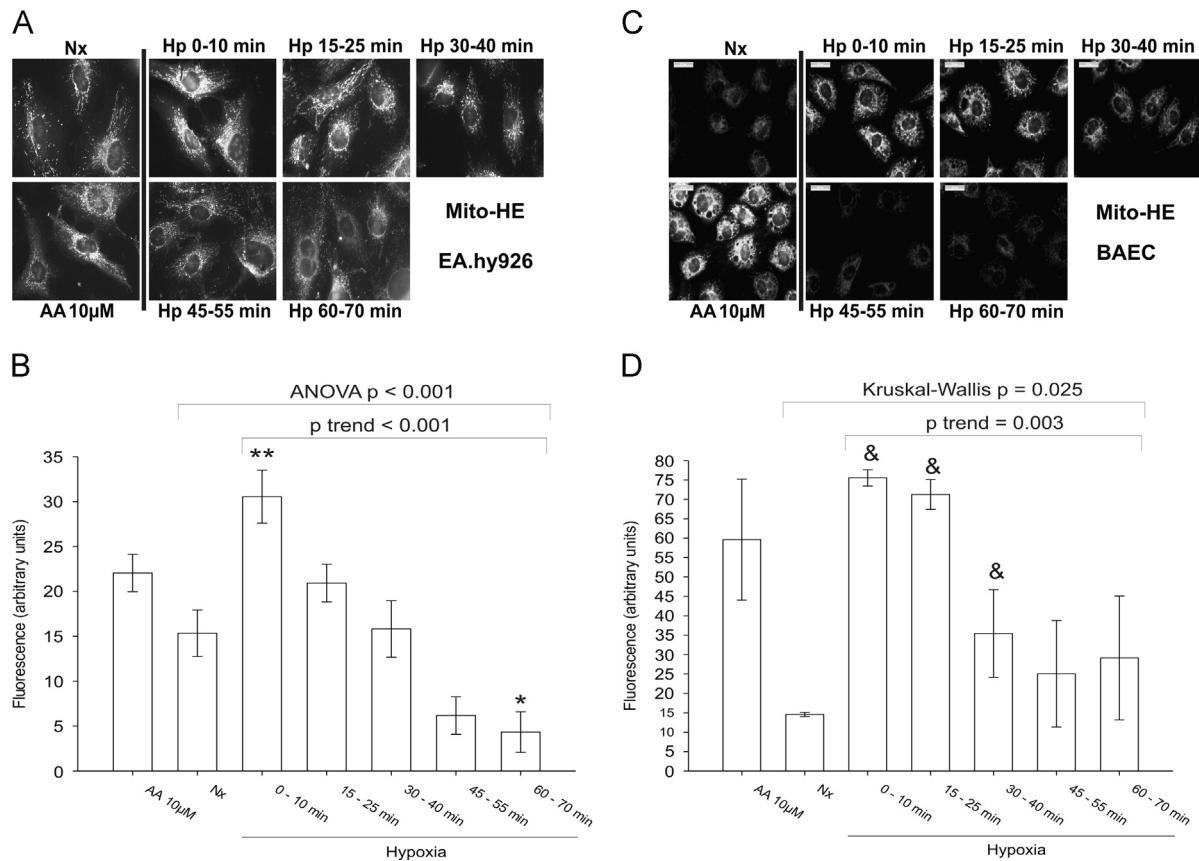 A
Nx
Hp 0-10 min
Hp 15-25 min
Hp 30-40 min
AA 10µM
Hp 45-55 min
Hp 60-70 min
Mito-HE
EA.hy926
B
ANOVA p < 0.001
p trend < 0.001
Fluorescence (arbitrary units)
35
30
25
20
15
10
5
0
**
*
AA 10µM
Nx
0 - 10 min
15 - 25 min
30 - 40 min
45 - 55 min
60 - 70 min
Hypoxia
C
Nx
Hp 0-10 min
Hp 15-25 min
Hp 30-40 min
AA 10µM
Hp 45-55 min
Hp 60-70 min
Mito-HE
BAEC
D
Kruskal-Wallis p = 0.025
p trend = 0.003
Fluorescence (arbitrary units)
80
75
70
65
60
55
50
45
40
35
30
25
20
15
10
5
0
&
&
&
AA 10µM
Nx
0 - 10 min
15 - 25 min
30 - 40 min
45 - 55 min
60 - 70 min
Hypoxia